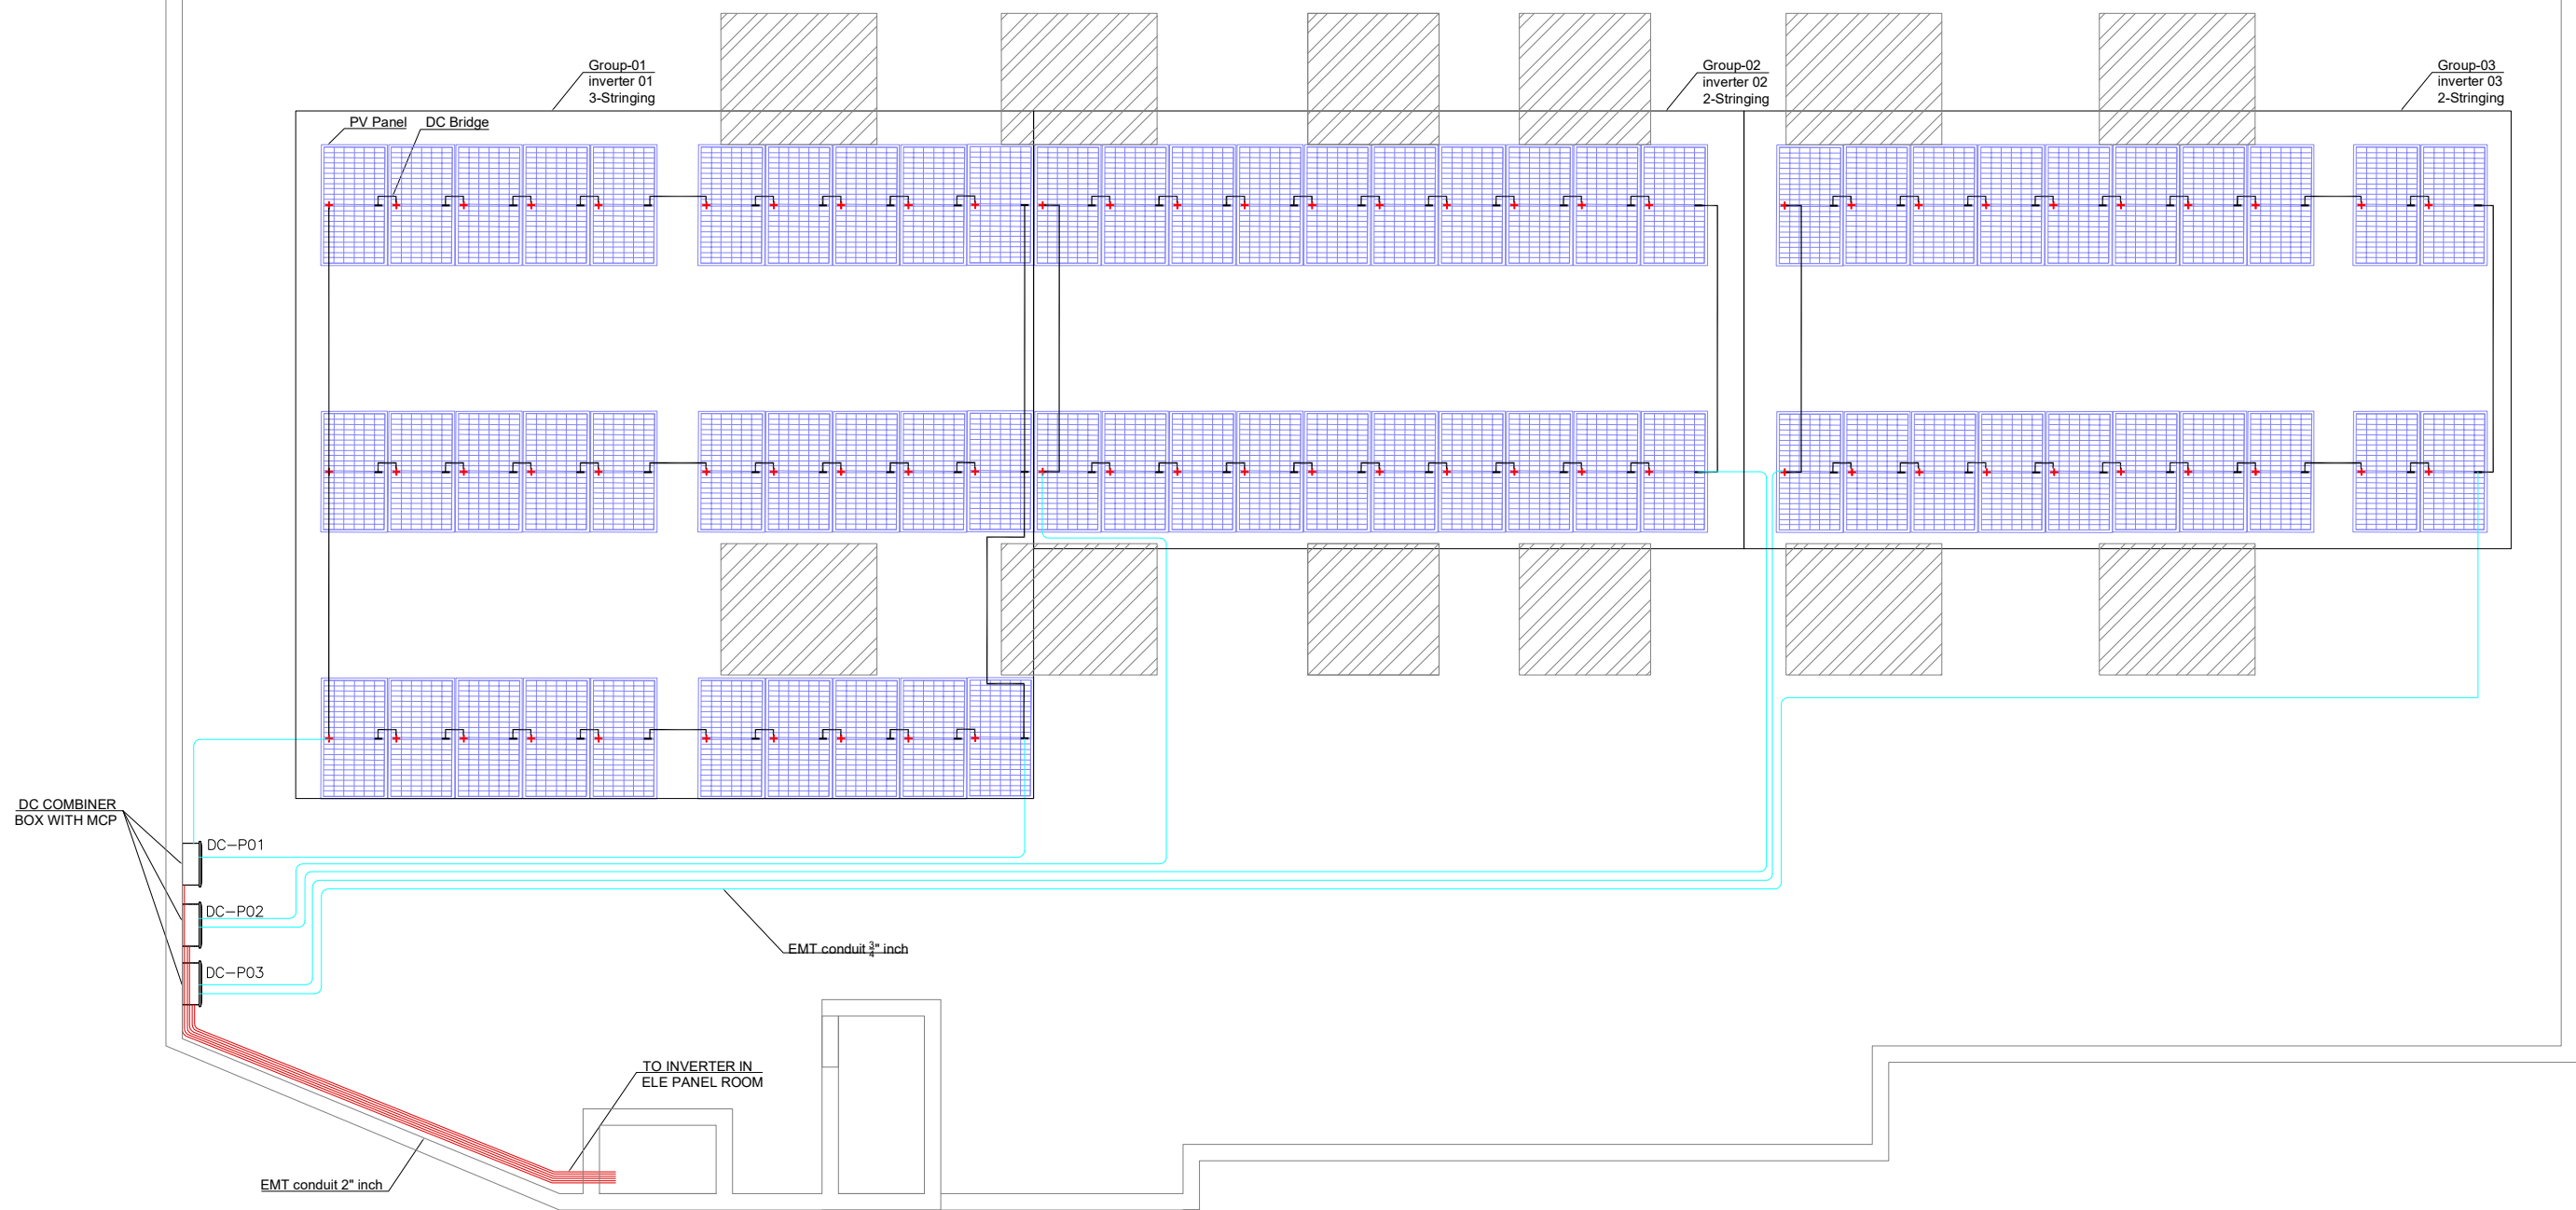 Group-01
inverter 01
3-Stringing
Group-02
inverter 02
2-Stringing
Group-03
inverter 03
2-Stringing
PV Panel
DC Bridge
DC COMBINER
BOX WITH MCP
DC-P01
DC-P02
DC-P03
EMT conduit 3/4" inch
TO INVERTER IN
ELE PANEL ROOM
EMT conduit 2" inch